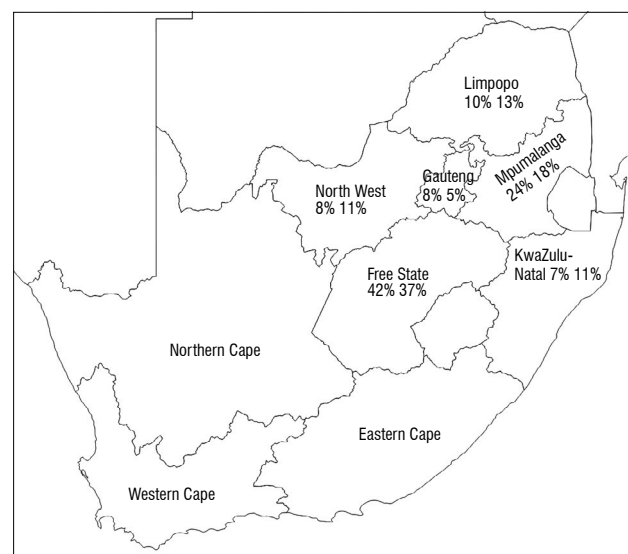 Limpopo
10% 13%
Mpumalanga
24% 18%
Gauteng
8% 5%
North West
8% 11%
KwaZulu-
Natal 7% 11%
Free State
42% 37%
Northern Cape
Eastern Cape
Western Cape